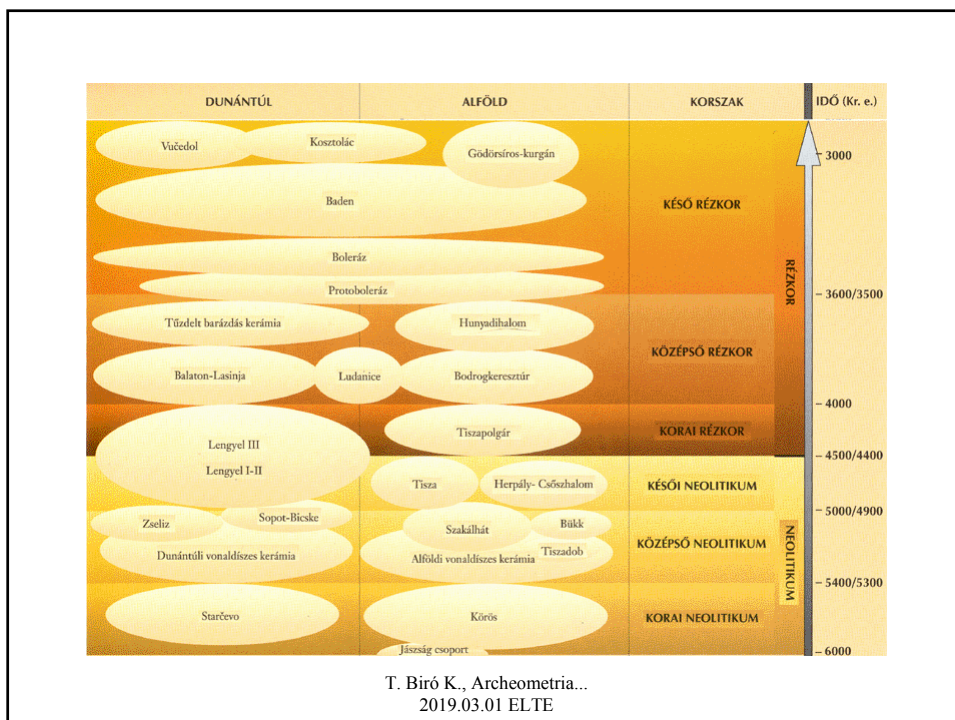 DUNÁNTÚL ALFÖLD KORSZAK IDŐ (Kr. e.)
Vučedol Kosztolác Gödörsíros-kurgán 3000
Baden KÉSŐ RÉZKOR
Boleráz RÉZKOR
Protoboleráz 3600/3500
Tűzdelt barázdás kerámia Hunyadihalom
KÖZÉPSŐ RÉZKOR
Balaton-Lasinja Ludanice Bodrogkeresztúr
4000
Tiszapolgár KORAI RÉZKOR
Lengyel III 4500/4400
Lengyel I-II Tisza Herpály- Csőszhalom KÉSŐI NEOLITIKUM
5000/4900
Zseliz Sopot-Bicske Szakálhát Bükk
KÖZÉPSŐ NEOLITIKUM NEOLITIKUM
Dunántúli vonaldíszes kerámia Alföldi vonaldíszes kerámia Tiszadob
5400/5300
Starčevo Körös KORAI NEOLITIKUM
Jászság csoport 6000
T. Biró K., Archeometria...
2019.03.01 ELTE